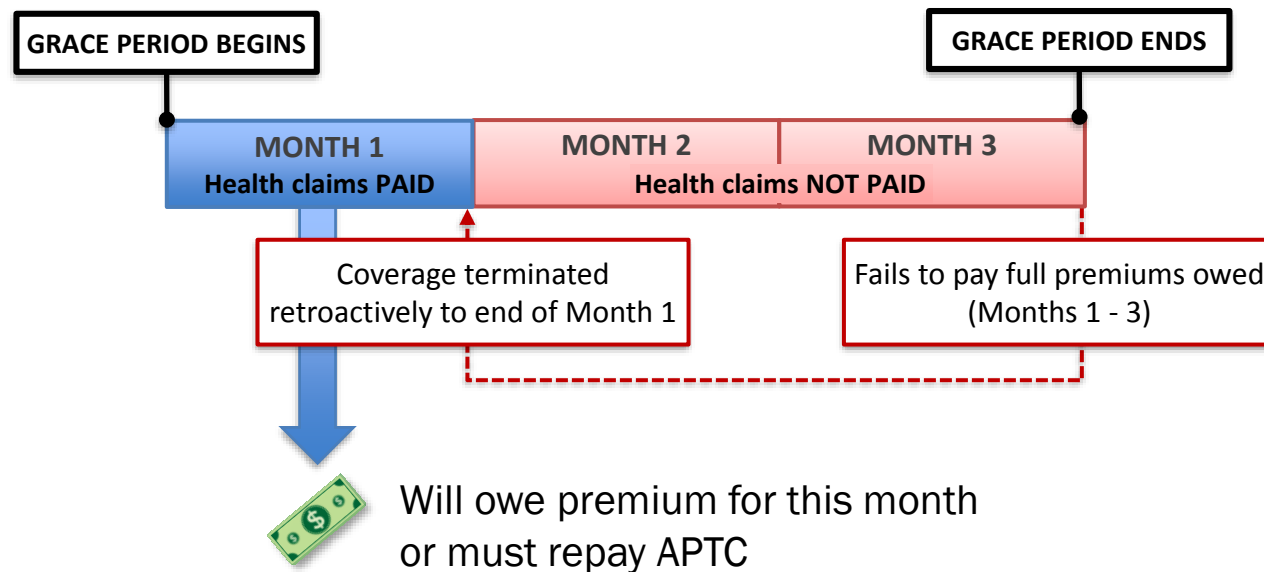 GRACE PERIOD BEGINS
GRACE PERIOD ENDS
MONTH 1
Health claims PAID
MONTH 2
MONTH 3
Health claims NOT PAID
Coverage terminated
retroactively to end of Month 1
Fails to pay full premiums owed
(Months 1 - 3)
$
Will owe premium for this month
or must repay APTC